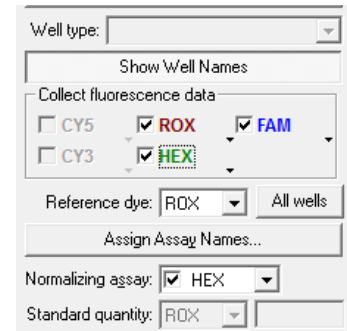 Well type:
Show Well Names
Collect fluorescence data
CY5 ROX FAM
CY3 HEX
Reference dye: ROX All wells
Assign Assay Names...
Normalizing assay: HEX
Standard quantity: ROX